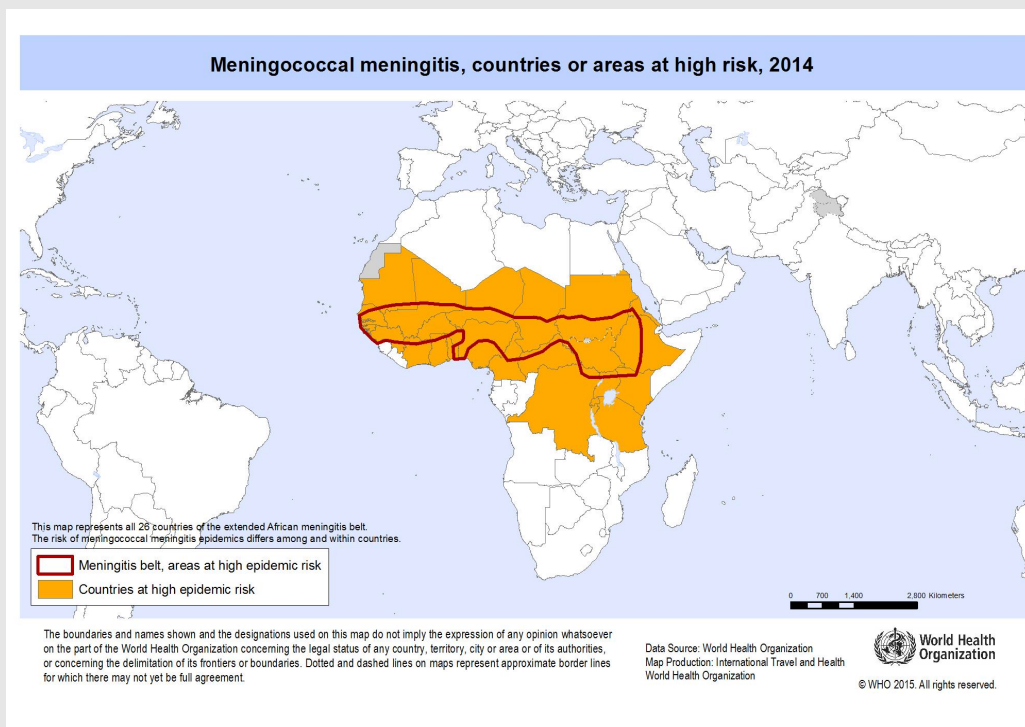 Meningococcal meningitis, countries or areas at high risk, 2014
This map represents all 26 countries of the extended African meningitis belt.
The risk of meningococcal meningitis epidemics differs among and within countries.
Meningitis belt, areas at high epidemic risk
Countries at high epidemic risk
0 700 1,400 2,800 Kilometers
The boundaries and names shown and the designations used on this map do not imply the expression of any opinion whatsoever
on the part of the World Health Organization concerning the legal status of any country, territory, city or area or of its authorities,
or concerning the delimitation of its frontiers or boundaries. Dotted and dashed lines on maps represent approximate border lines
for which there may not yet be full agreement.
Data Source: World Health Organization
Map Production: International Travel and Health
World Health Organization
World Health
Organization
© WHO 2015. All rights reserved.